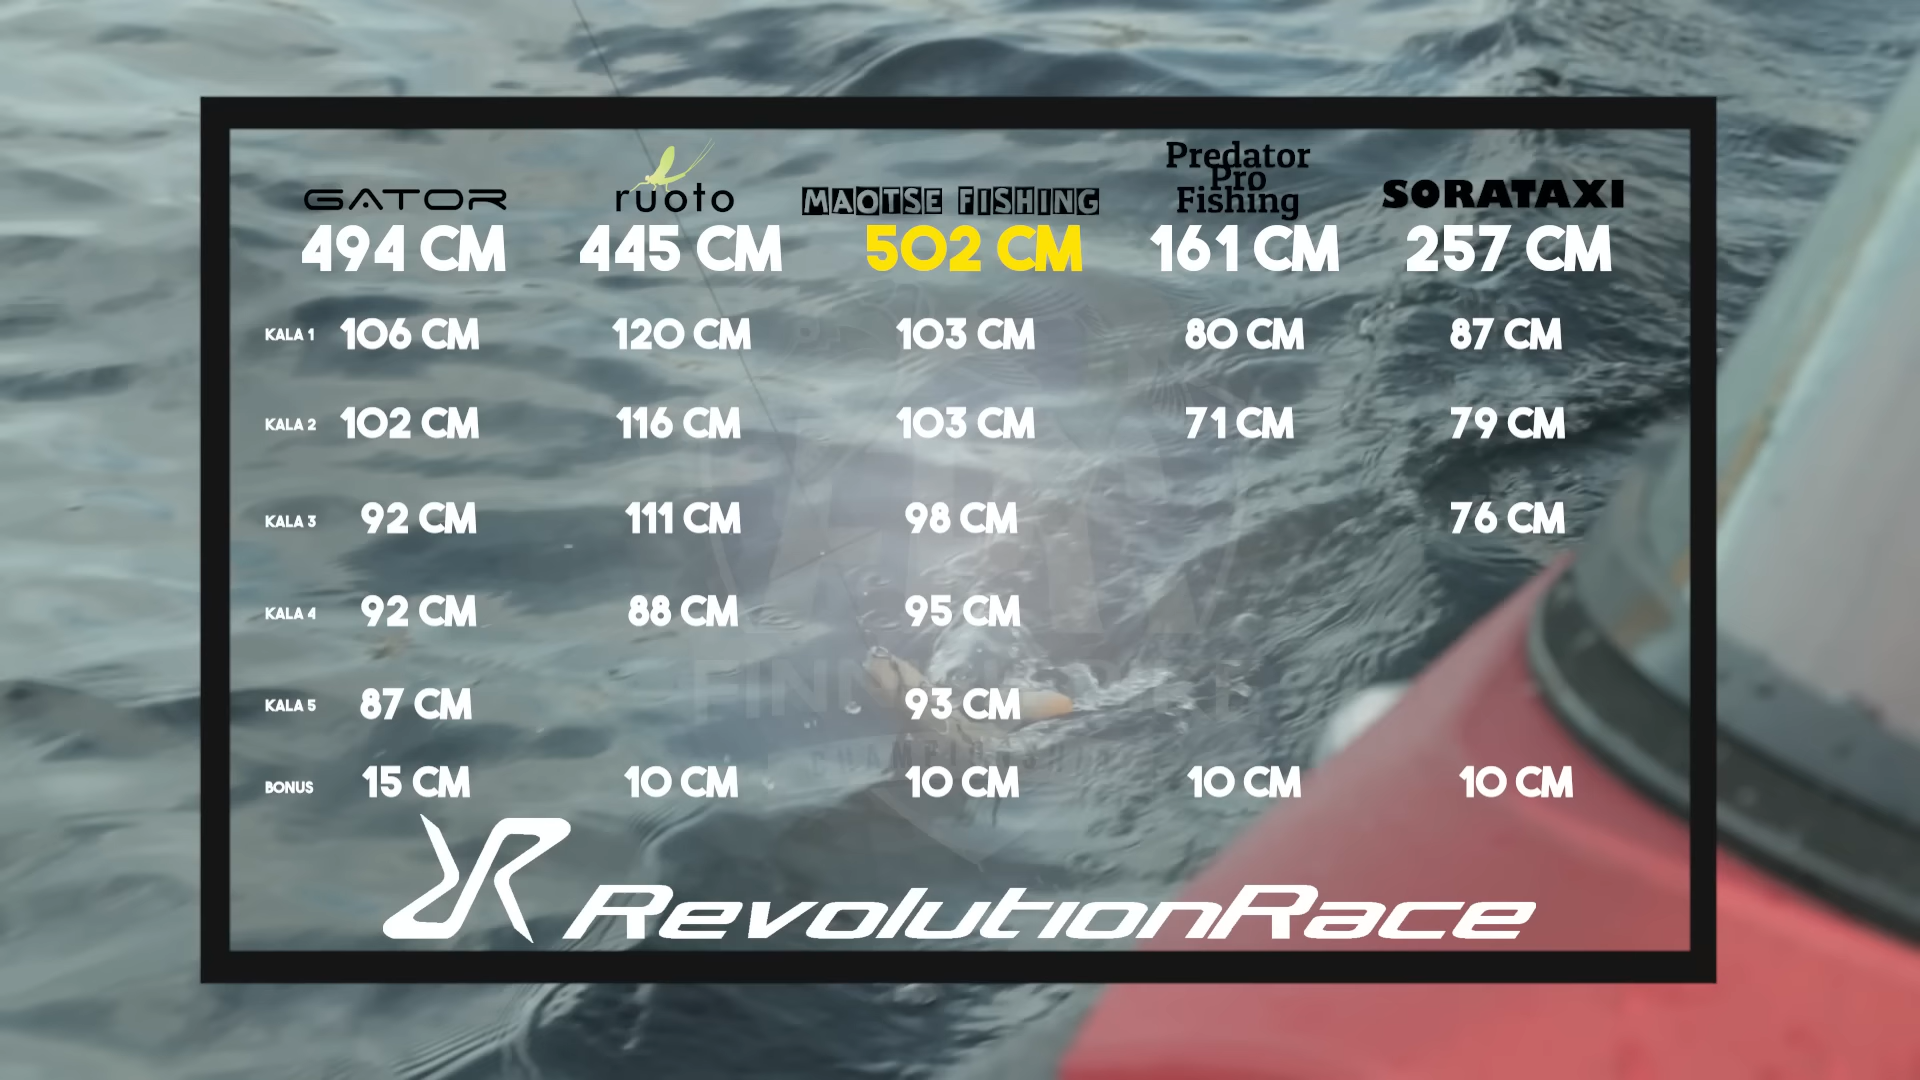 GATOR ruoto MAOTSE FISHING Predator Pro Fishing SORATAXI
494 CM 445 CM 502 CM 161 CM 257 CM
KALA 1 106 CM 120 CM 103 CM 80 CM 87 CM
KALA 2 102 CM 116 CM 103 CM 71 CM 79 CM
KALA 3 92 CM 111 CM 98 CM 76 CM
KALA 4 92 CM 88 CM 95 CM
KALA 5 87 CM 93 CM
BONUS 15 CM 10 CM 10 CM 10 CM 10 CM
RevolutionRace